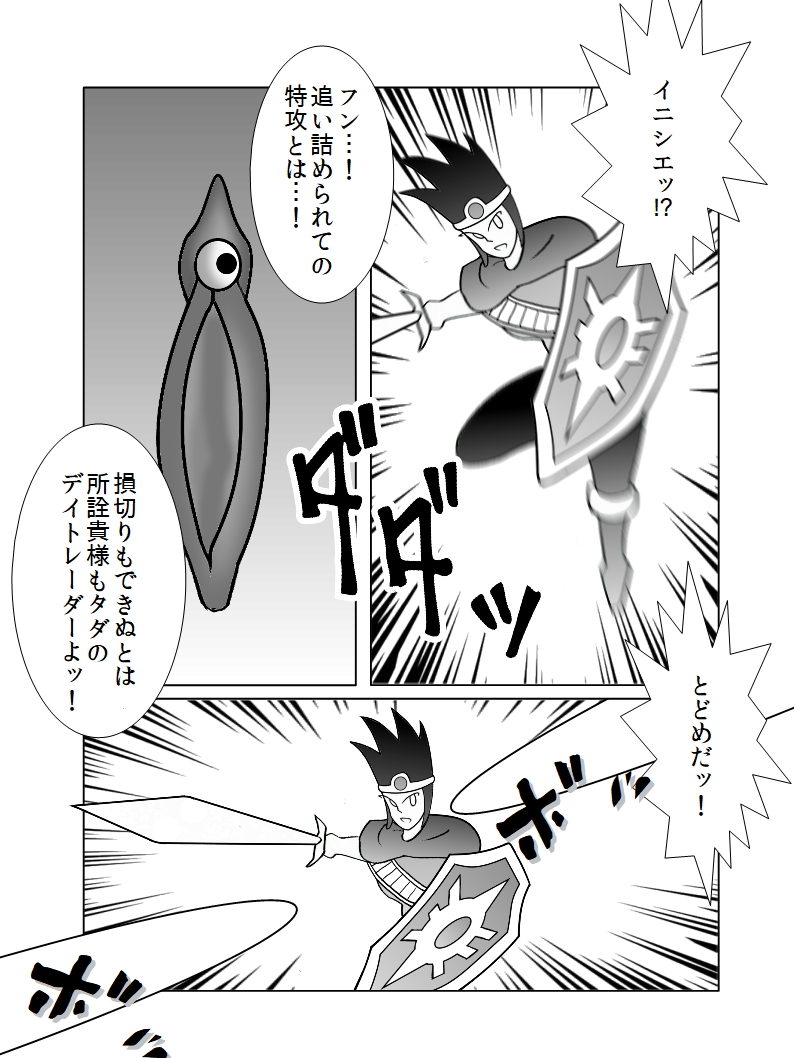 イニシエッ!?
ダダッ
フン…!
追い詰められての
特攻とは…!
損切りもできぬとは
所詮貴様もタダの
デイトレーダーよッ!
とどめだッ!
ボッ
ボッ